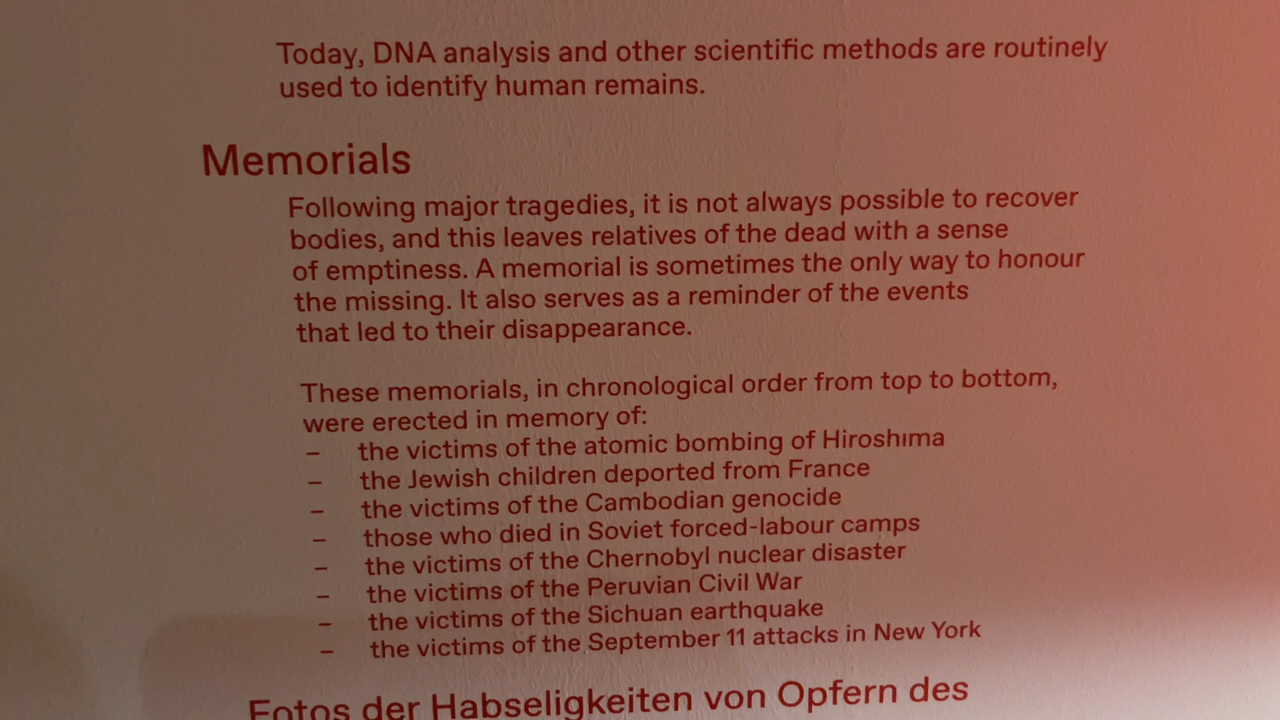 Today, DNA analysis and other scientific methods are routinely
used to identify human remains.
Memorials
Following major tragedies, it is not always possible to recover
bodies, and this leaves relatives of the dead with a sense
of emptiness. A memorial is sometimes the only way to honour
the missing. It also serves as a reminder of the events
that led to their disappearance.
These memorials, in chronological order from top to bottom,
were erected in memory of:
– the victims of the atomic bombing of Hiroshima
– the Jewish children deported from France
– the victims of the Cambodian genocide
– those who died in Soviet forced-labour camps
– the victims of the Chernobyl nuclear disaster
– the victims of the Peruvian Civil War
– the victims of the Sichuan earthquake
– the victims of the September 11 attacks in New York
Fotos der Habseligkeiten von Opfern des